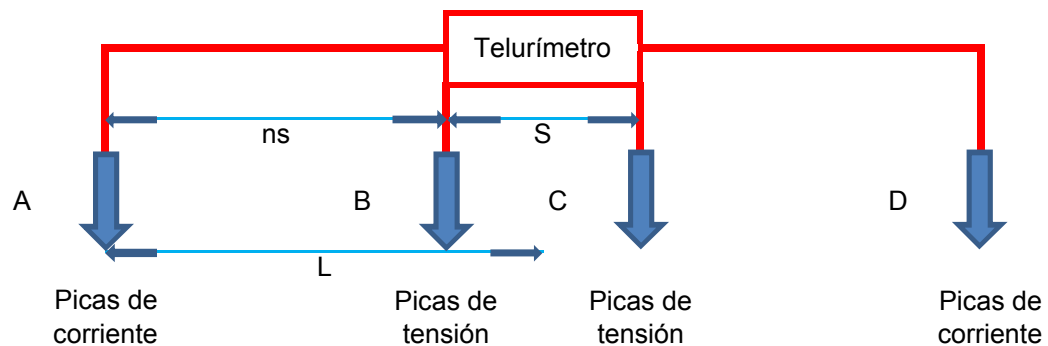 Telurímetro
ns
S
A
B
C
D
L
Picas de
corriente
Picas de
tensión
Picas de
tensión
Picas de
corriente